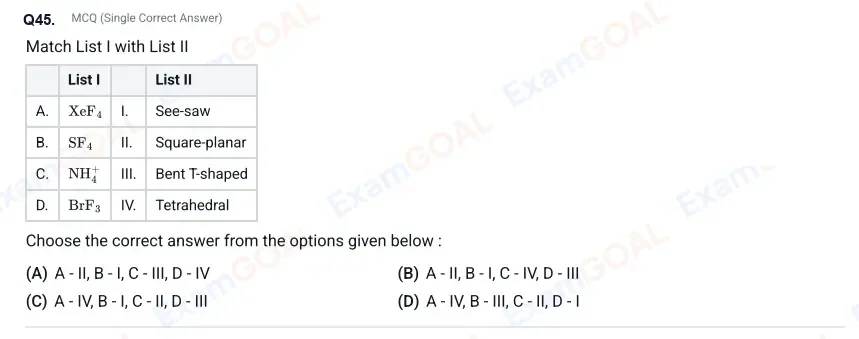 Q45. MCQ (Single Correct Answer)
Match List I with List II
List I List II
A. XeF₄ I. See-saw
B. SF₄ II. Square-planar
C. NH₄⁺ III. Bent T-shaped
D. BrF₃ IV. Tetrahedral
Choose the correct answer from the options given below :
(A) A - II, B - I, C - III, D - IV (B) A - II, B - I, C - IV, D - III
(C) A - IV, B - I, C - II, D - III (D) A - IV, B - III, C - II, D - I
ExamGOAL